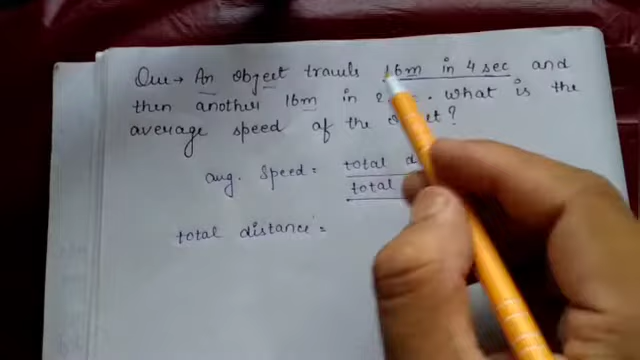 Que → An object travels 16m in 4 sec and
then another 16m in 2 . What is the
average speed of the object?
avg. speed = total d
total
total distance =